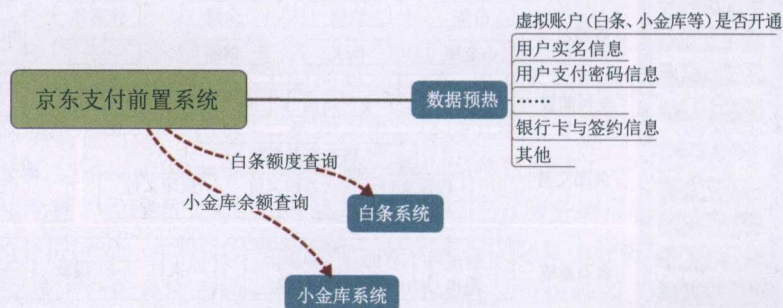 虚拟账户（白条、小金库等）是否开通
用户实名信息
用户支付密码信息
京东支付前置系统
数据预热
……
银行卡与签约信息
其他
白条额度查询
小金库余额查询
白条系统
小金库系统